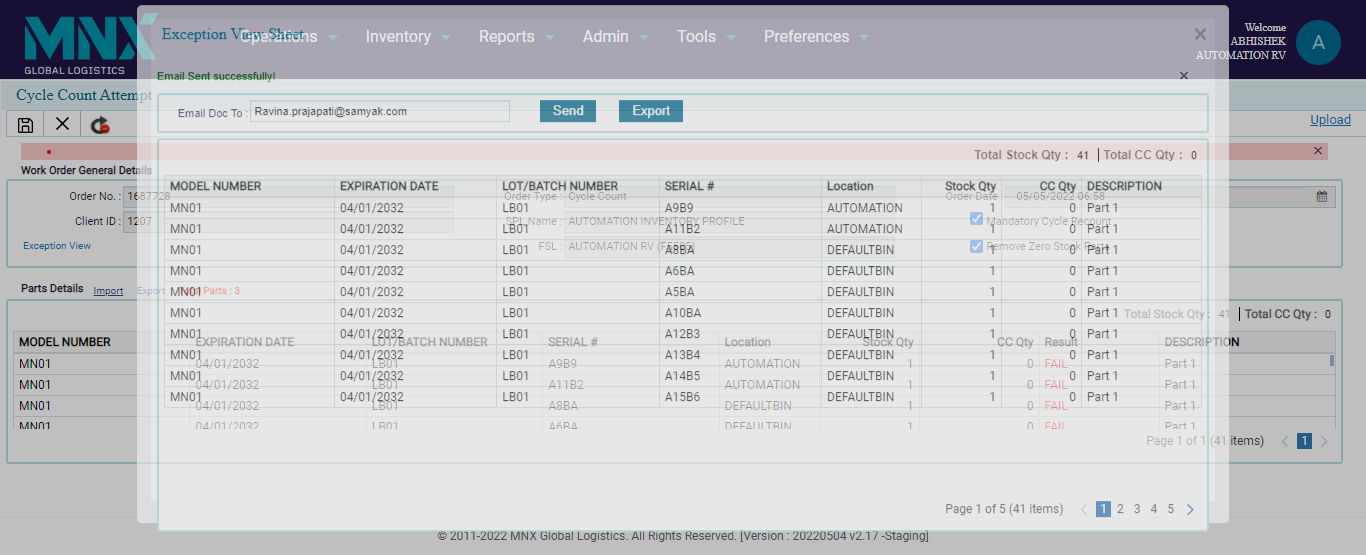 MNX
GLOBAL LOGISTICS
Operations Inventory Reports Admin Tools Preferences
Welcome
ABHISHEK
AUTOMATION RV
A
Exception View Sheet
Email Sent successfully!
Cycle Count Attempt
Upload
Email Doc To : Ravina.prajapati@samyak.com Send Export
Total Stock Qty : 41 | Total CC Qty : 0
MODEL NUMBER EXPIRATION DATE LOT/BATCH NUMBER SERIAL # Location Stock Qty CC Qty DESCRIPTION
MN01 04/01/2032 LB01 A9B9 AUTOMATION 1 0 Part 1
MN01 04/01/2032 LB01 A11B2 AUTOMATION 1 0 Part 1
MN01 04/01/2032 LB01 A8BA DEFAULTBIN 1 0 Part 1
MN01 04/01/2032 LB01 A6BA DEFAULTBIN 1 0 Part 1
MN01 04/01/2032 LB01 A5BA DEFAULTBIN 1 0 Part 1
MN01 04/01/2032 LB01 A10BA DEFAULTBIN 1 0 Part 1
MN01 04/01/2032 LB01 A12B3 DEFAULTBIN 1 0 Part 1
MN01 04/01/2032 LB01 A13B4 DEFAULTBIN 1 0 Part 1
MN01 04/01/2032 LB01 A14B5 DEFAULTBIN 1 0 Part 1
MN01 04/01/2032 LB01 A15B6 DEFAULTBIN 1 0 Part 1
Page 1 of 5 (41 items) 1 2 3 4 5
Work Order General Details
Order No. : 1687728 Order Type : Cycle Count Order Date : 05/05/2022 06:58
Client ID : 1207 SPL Name : AUTOMATION INVENTORY PROFILE Mandatory Cycle Recount
Exception View FSL : AUTOMATION RV Remove Zero Stock Parts
Parts Details Import Export Total Parts : 3
Total Stock Qty : 41 | Total CC Qty : 0
MODEL NUMBER EXPIRATION DATE LOT/BATCH NUMBER SERIAL # Location Stock Qty CC Qty Result DESCRIPTION
MN01 04/01/2032 LB01 A9B9 AUTOMATION 1 0 FAIL Part 1
MN01 04/01/2032 LB01 A11B2 AUTOMATION 1 0 FAIL Part 1
MN01 04/01/2032 LB01 A8BA DEFAULTBIN 1 0 FAIL Part 1
MN01 04/01/2032 LB01 A6BA DEFAULTBIN 1 0 FAIL Part 1
Page 1 of 1 (41 items) 1
© 2011-2022 MNX Global Logistics. All Rights Reserved. [Version : 20220504 v2.17 -Staging]